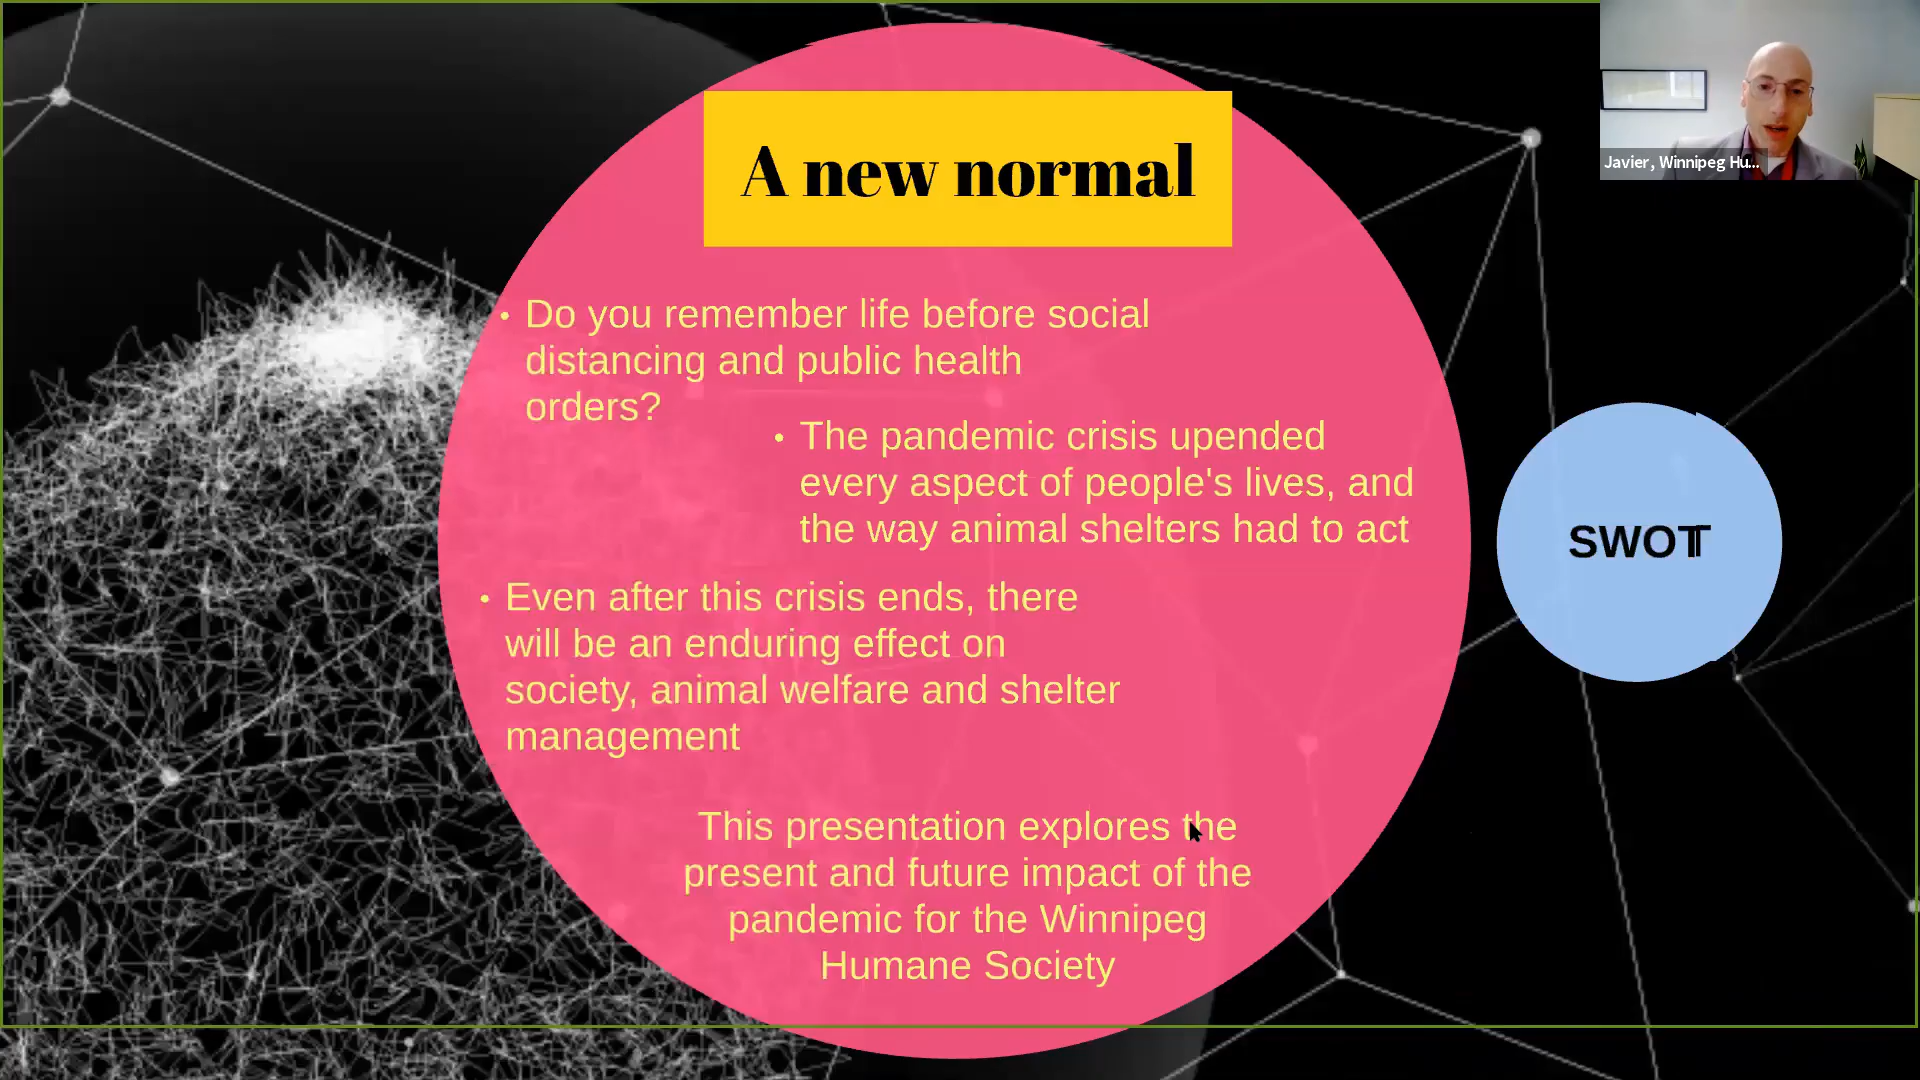 A new normal
Javier, Winnipeg Hu...
• Do you remember life before social
distancing and public health
orders?
• The pandemic crisis upended
every aspect of people's lives, and
the way animal shelters had to act
SWOT
• Even after this crisis ends, there
will be an enduring effect on
society, animal welfare and shelter
management
This presentation explores the
present and future impact of the
pandemic for the Winnipeg
Humane Society